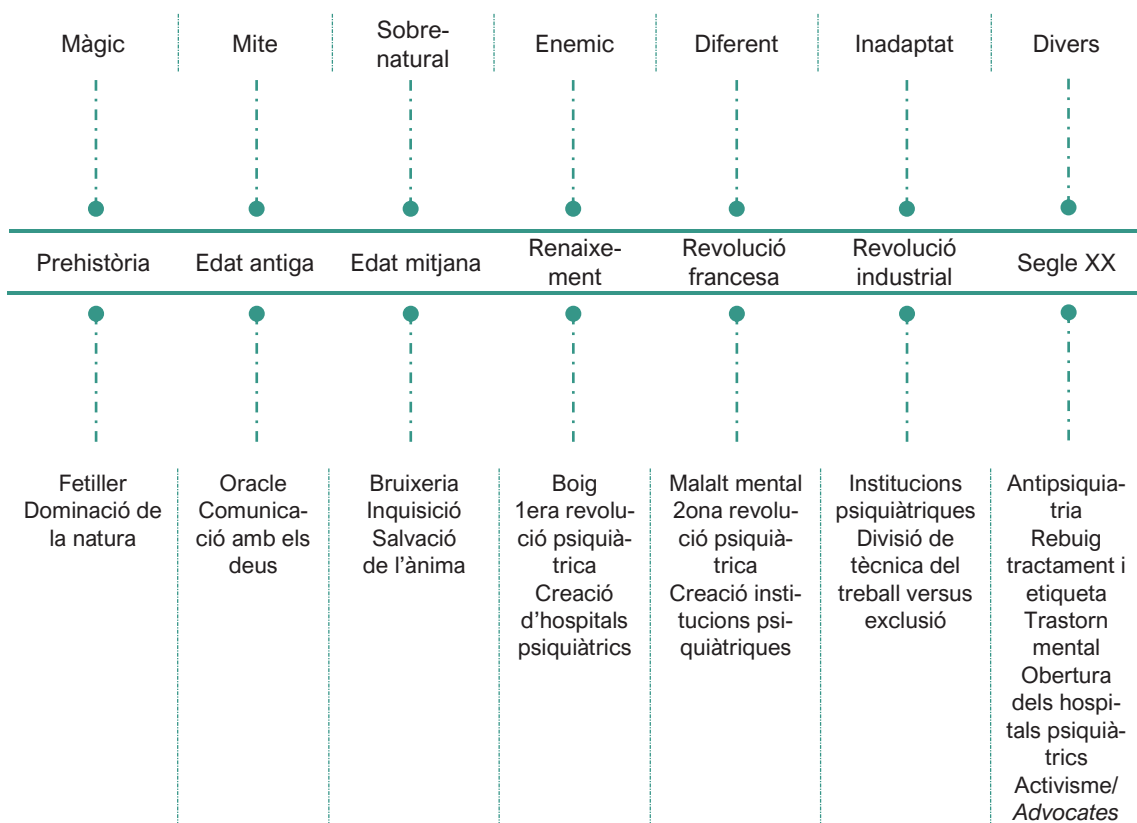 Màgic
Mite
Sobre-
natural
Enemic
Diferent
Inadaptat
Divers
Prehistòria
Edat antiga
Edat mitjana
Renaixe-
ment
Revolució
francesa
Revolució
industrial
Segle XX
Fetiller
Dominació de
la natura
Oracle
Comunica-
ció amb els
deus
Bruixeria
Inquisició
Salvació
de l’ànima
Boig
1era revolu-
ció psiquià-
trica
Creació
d’hospitals
psiquiàtrics
Malalt mental
2ona revolu-
ció psiquià-
trica
Creació insti-
tucions psi-
quiàtriques
Institucions
psiquiàtriques
Divisió de
tècnica del
treball versus
exclusió
Antipsiquia-
tria
Rebuig
tractament i
etiqueta
Trastorn
mental
Obertura
dels hospi-
tals psiquià-
trics
Activisme/
Advocates